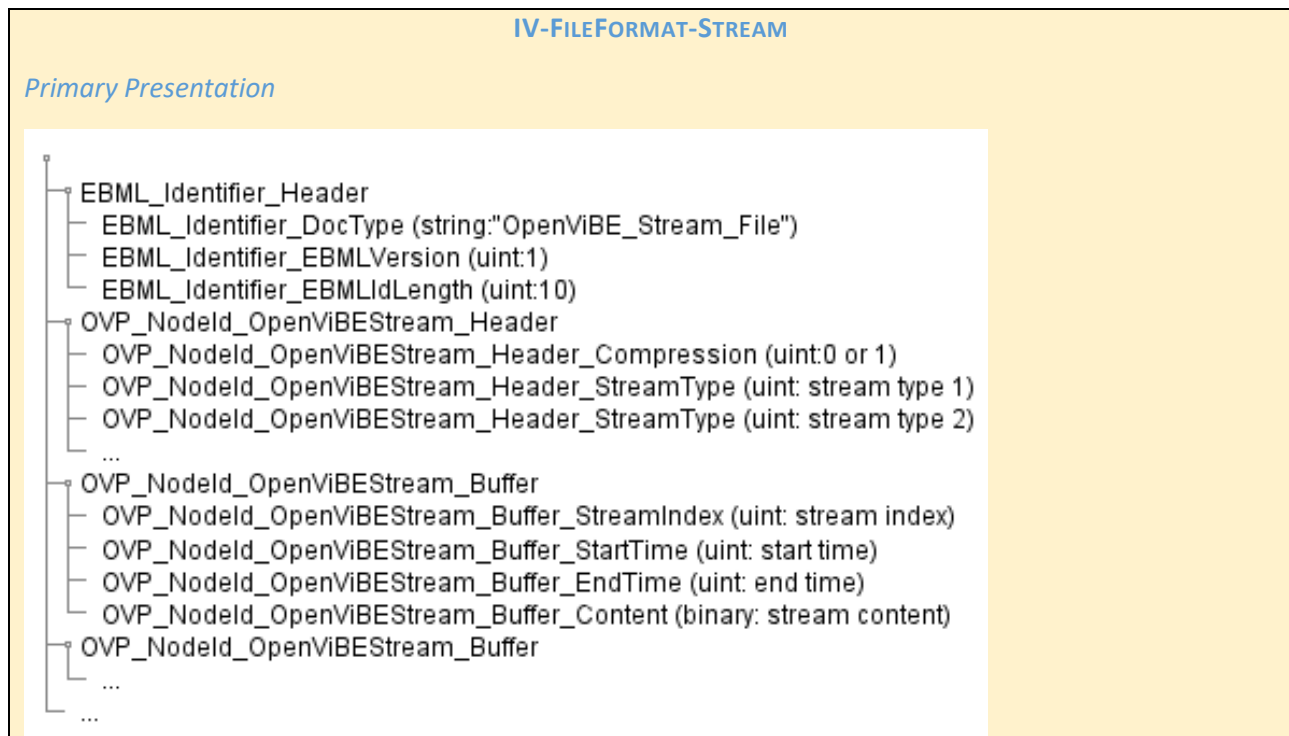 IV-FILEFORMAT-STREAM
Primary Presentation
EBML_Identifier_Header
EBML_Identifier_DocType (string:"OpenViBE_Stream_File")
EBML_Identifier_EBMLVersion (uint:1)
EBML_Identifier_EBMLIdLength (uint:10)
OVP_NodeId_OpenViBEStream_Header
OVP_NodeId_OpenViBEStream_Header_Compression (uint:0 or 1)
OVP_NodeId_OpenViBEStream_Header_StreamType (uint: stream type 1)
OVP_NodeId_OpenViBEStream_Header_StreamType (uint: stream type 2)
...
OVP_NodeId_OpenViBEStream_Buffer
OVP_NodeId_OpenViBEStream_Buffer_StreamIndex (uint: stream index)
OVP_NodeId_OpenViBEStream_Buffer_StartTime (uint: start time)
OVP_NodeId_OpenViBEStream_Buffer_EndTime (uint: end time)
OVP_NodeId_OpenViBEStream_Buffer_Content (binary: stream content)
OVP_NodeId_OpenViBEStream_Buffer
...
...